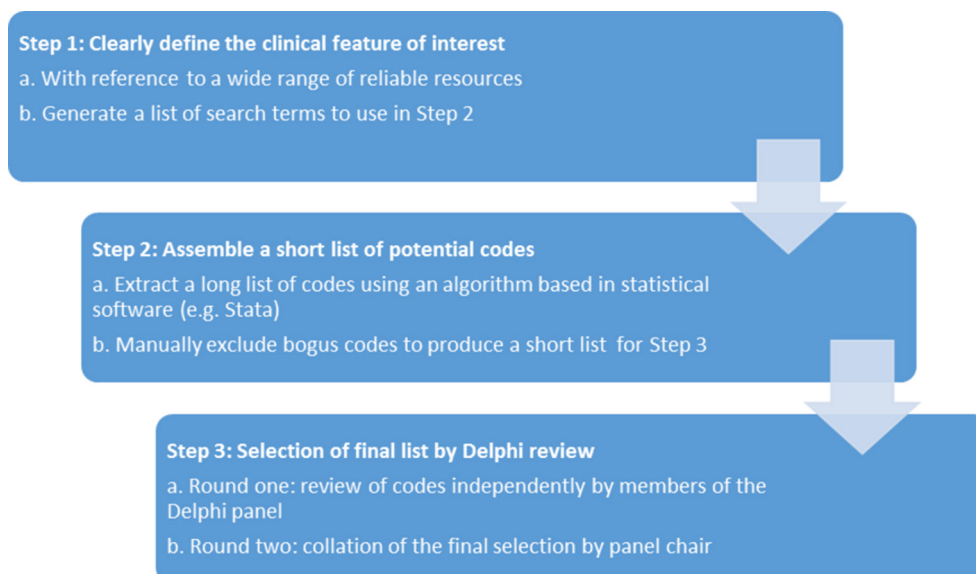 Step 1: Clearly define the clinical feature of interest
a. With reference to a wide range of reliable resources
b. Generate a list of search terms to use in Step 2
Step 2: Assemble a short list of potential codes
a. Extract a long list of codes using an algorithm based in statistical
software (e.g. Stata)
b. Manually exclude bogus codes to produce a short list for Step 3
Step 3: Selection of final list by Delphi review
a. Round one: review of codes independently by members of the
Delphi panel
b. Round two: collation of the final selection by panel chair